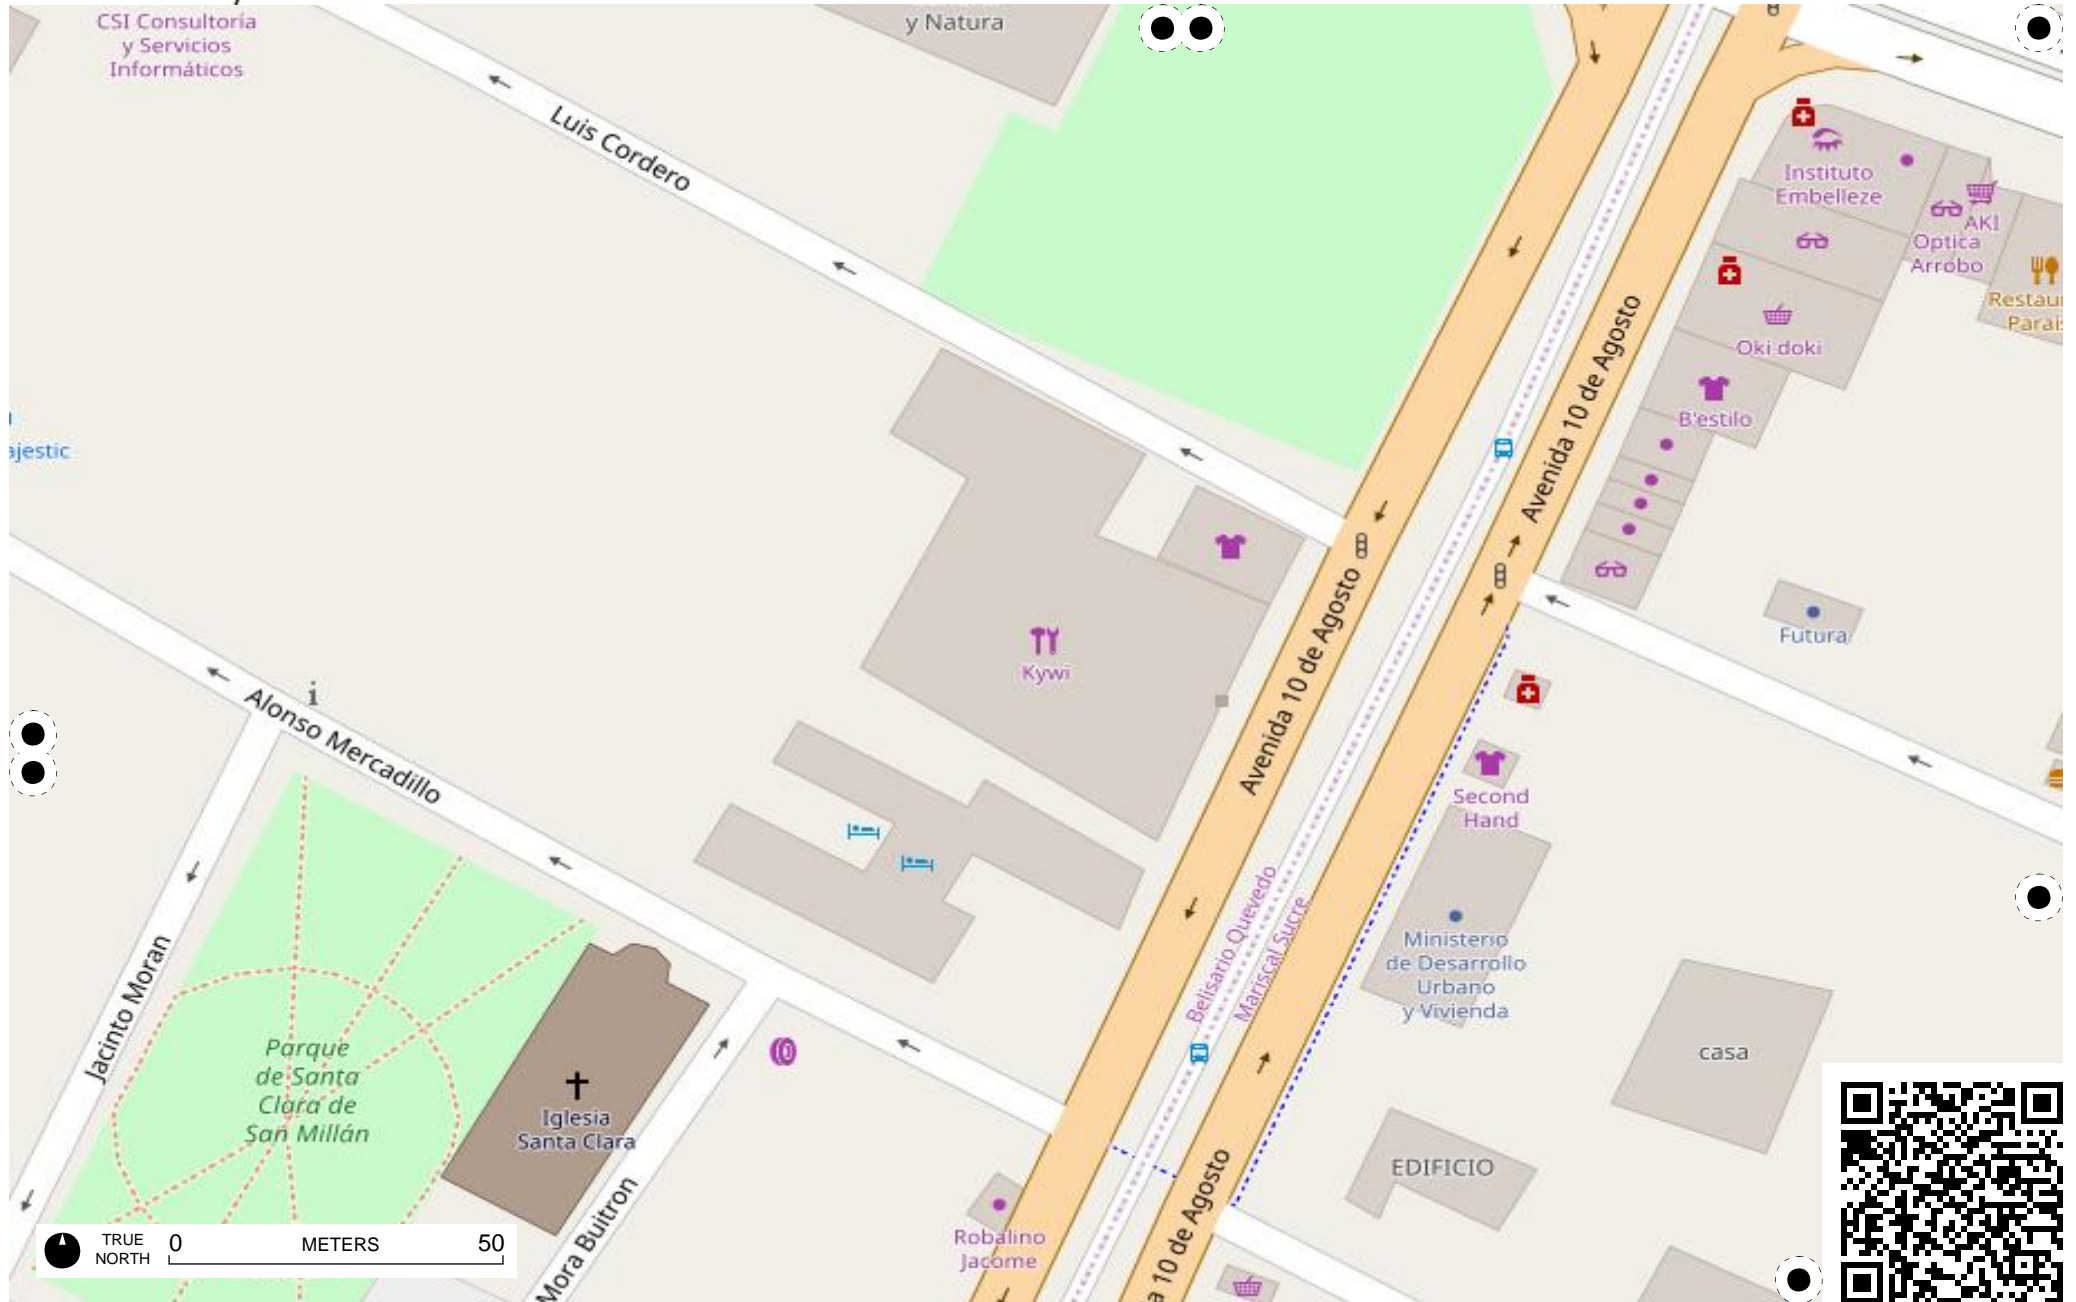 CSI Consultoría
y Servicios
Informáticos
y Natura
Luis Cordero
Instituto
Embelleze
AKI
Optica
Arrobo
Oki doki
B'estilo
Avenida 10 de Agosto
Futura
Kywi
Avenida 10 de Agosto
Alonso Mercadillo
Second
Hand
Belisario Quevedo
Mariscal Sucre
Ministerio
de Desarrollo
Urbano
y Vivienda
casa
Jacinto Moran
Parque
de Santa
Clara de
San Millán
Iglesia
Santa Clara
EDIFICIO
Mora Buitron
Robalino
Jacome
10 de Agosto
TRUE
NORTH
0 METERS 50